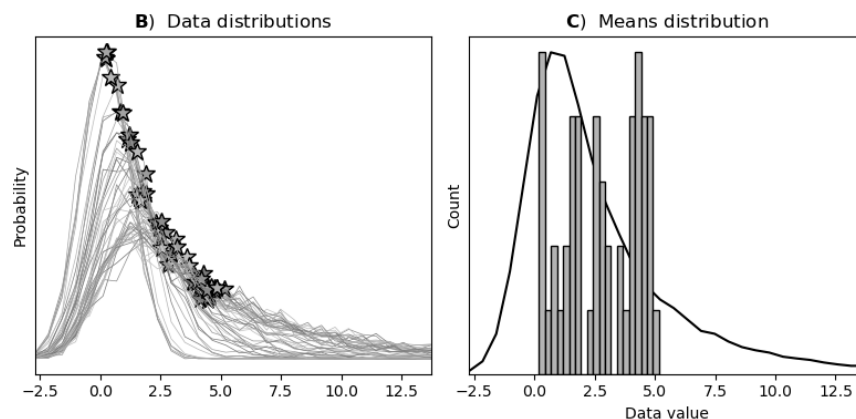 B)  Data distributions
Probability
−2.5 0.0 2.5 5.0 7.5 10.0 12.5
C)  Means distribution
Count
−2.5 0.0 2.5 5.0 7.5 10.0 12.5
Data value